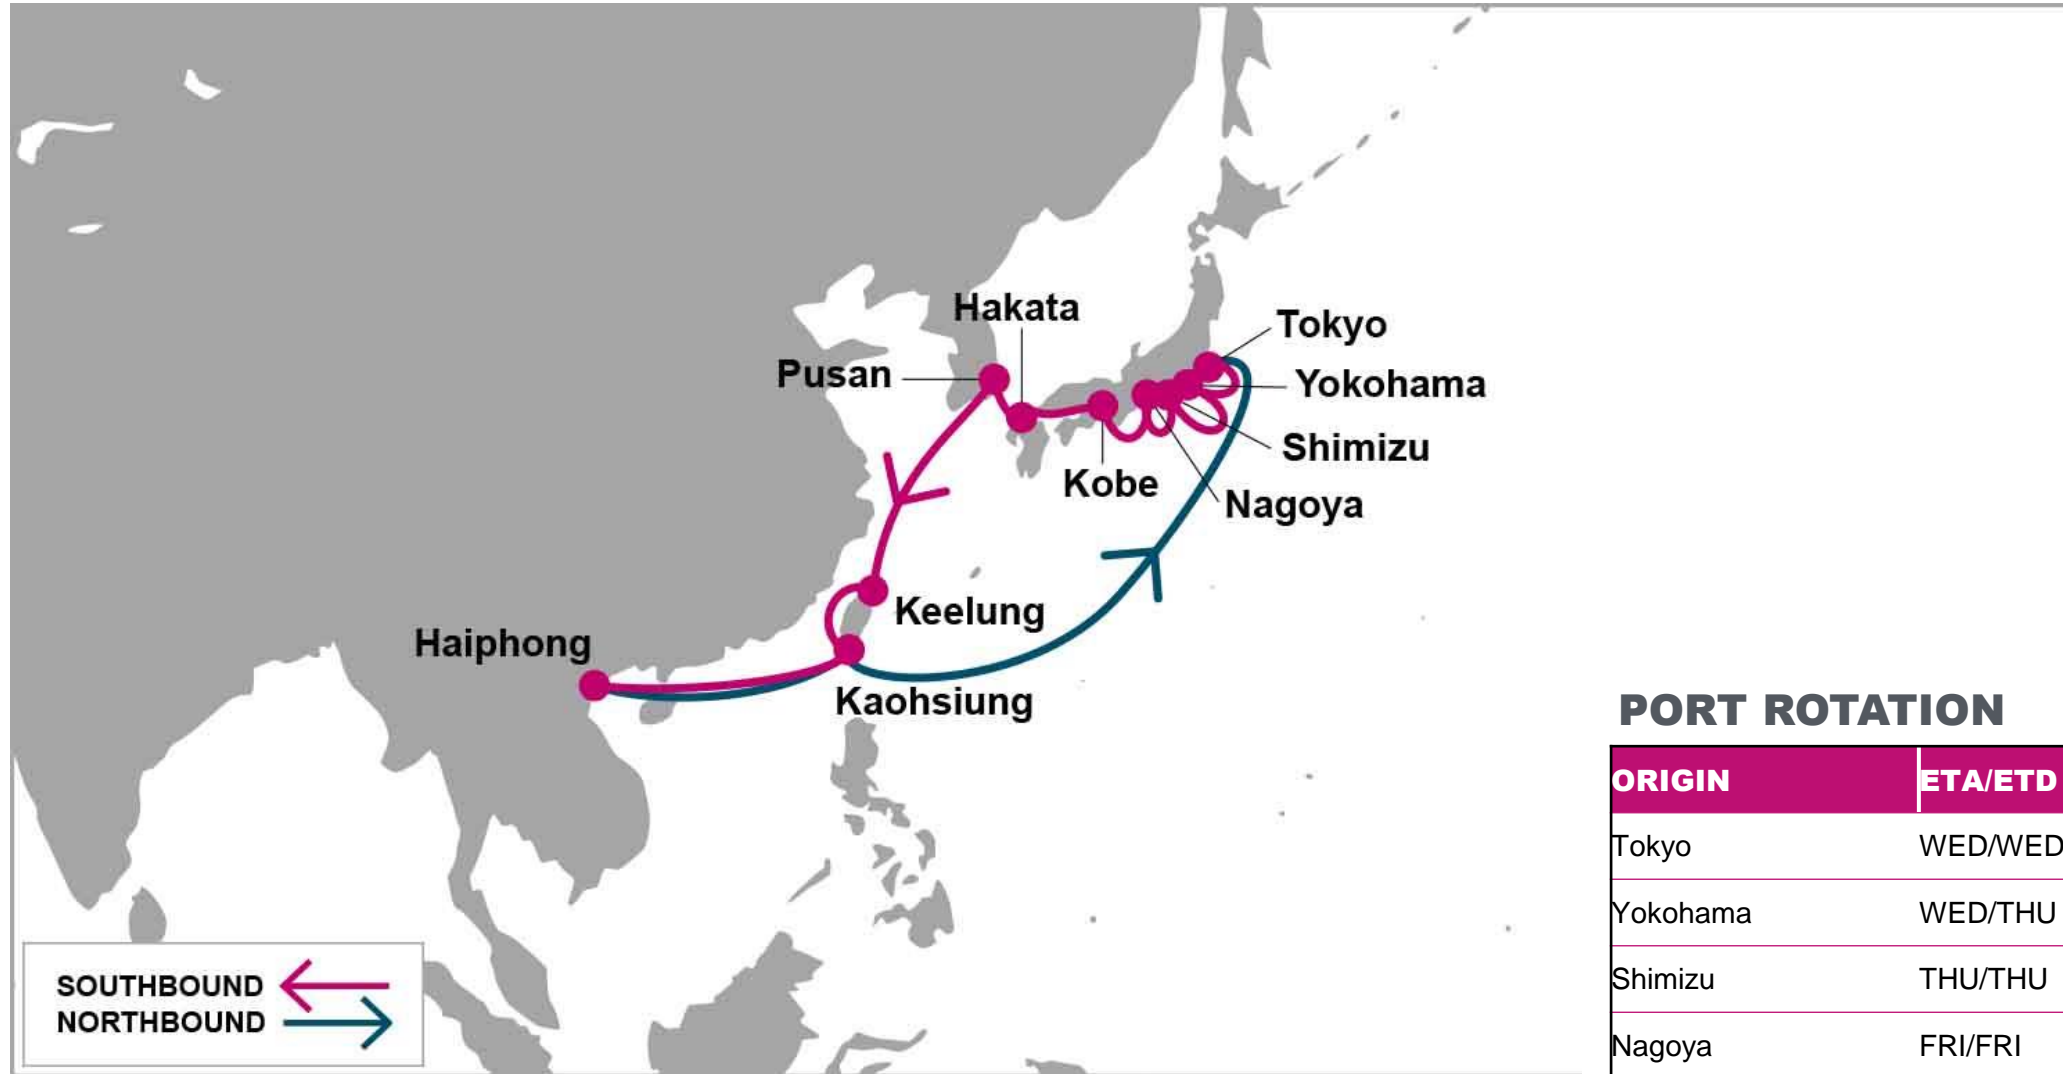 Hakata
Tokyo
Pusan
Yokohama
Shimizu
Kobe
Nagoya
Keelung
Haiphong
Kaohsiung
SOUTHBOUND
NORTHBOUND
PORT ROTATION
ORIGIN ETA/ETD
Tokyo WED/WED
Yokohama WED/THU
Shimizu THU/THU
Nagoya FRI/FRI